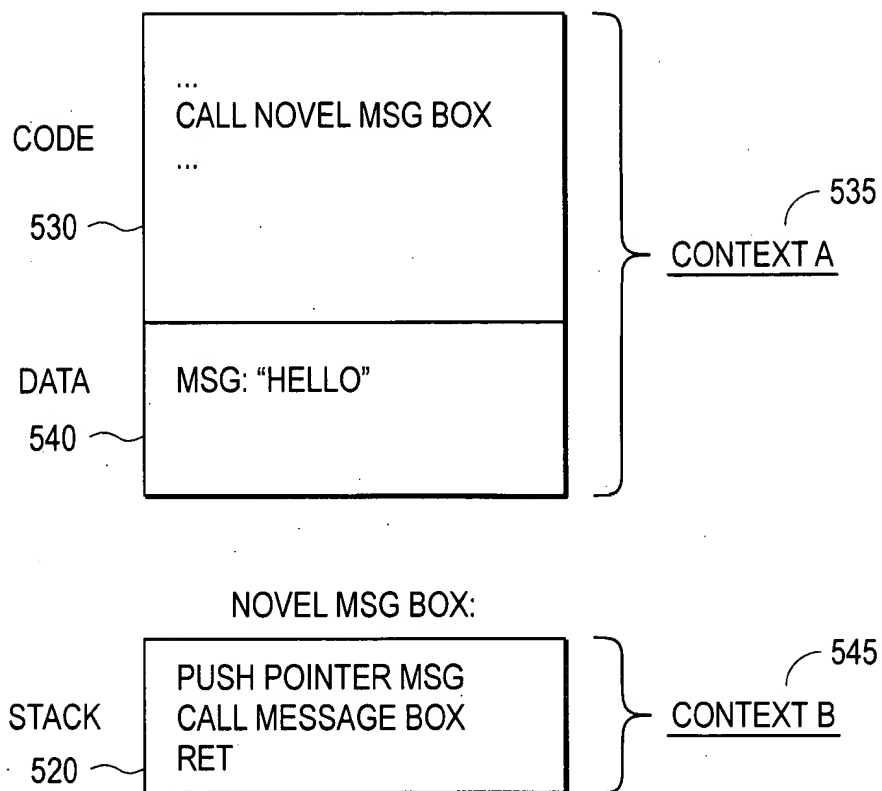 ...
CALL NOVEL MSG BOX
...
CODE
530
535
CONTEXT A
MSG: “HELLO”
DATA
540
NOVEL MSG BOX:
PUSH POINTER MSG
CALL MESSAGE BOX
RET
STACK
520
545
CONTEXT B